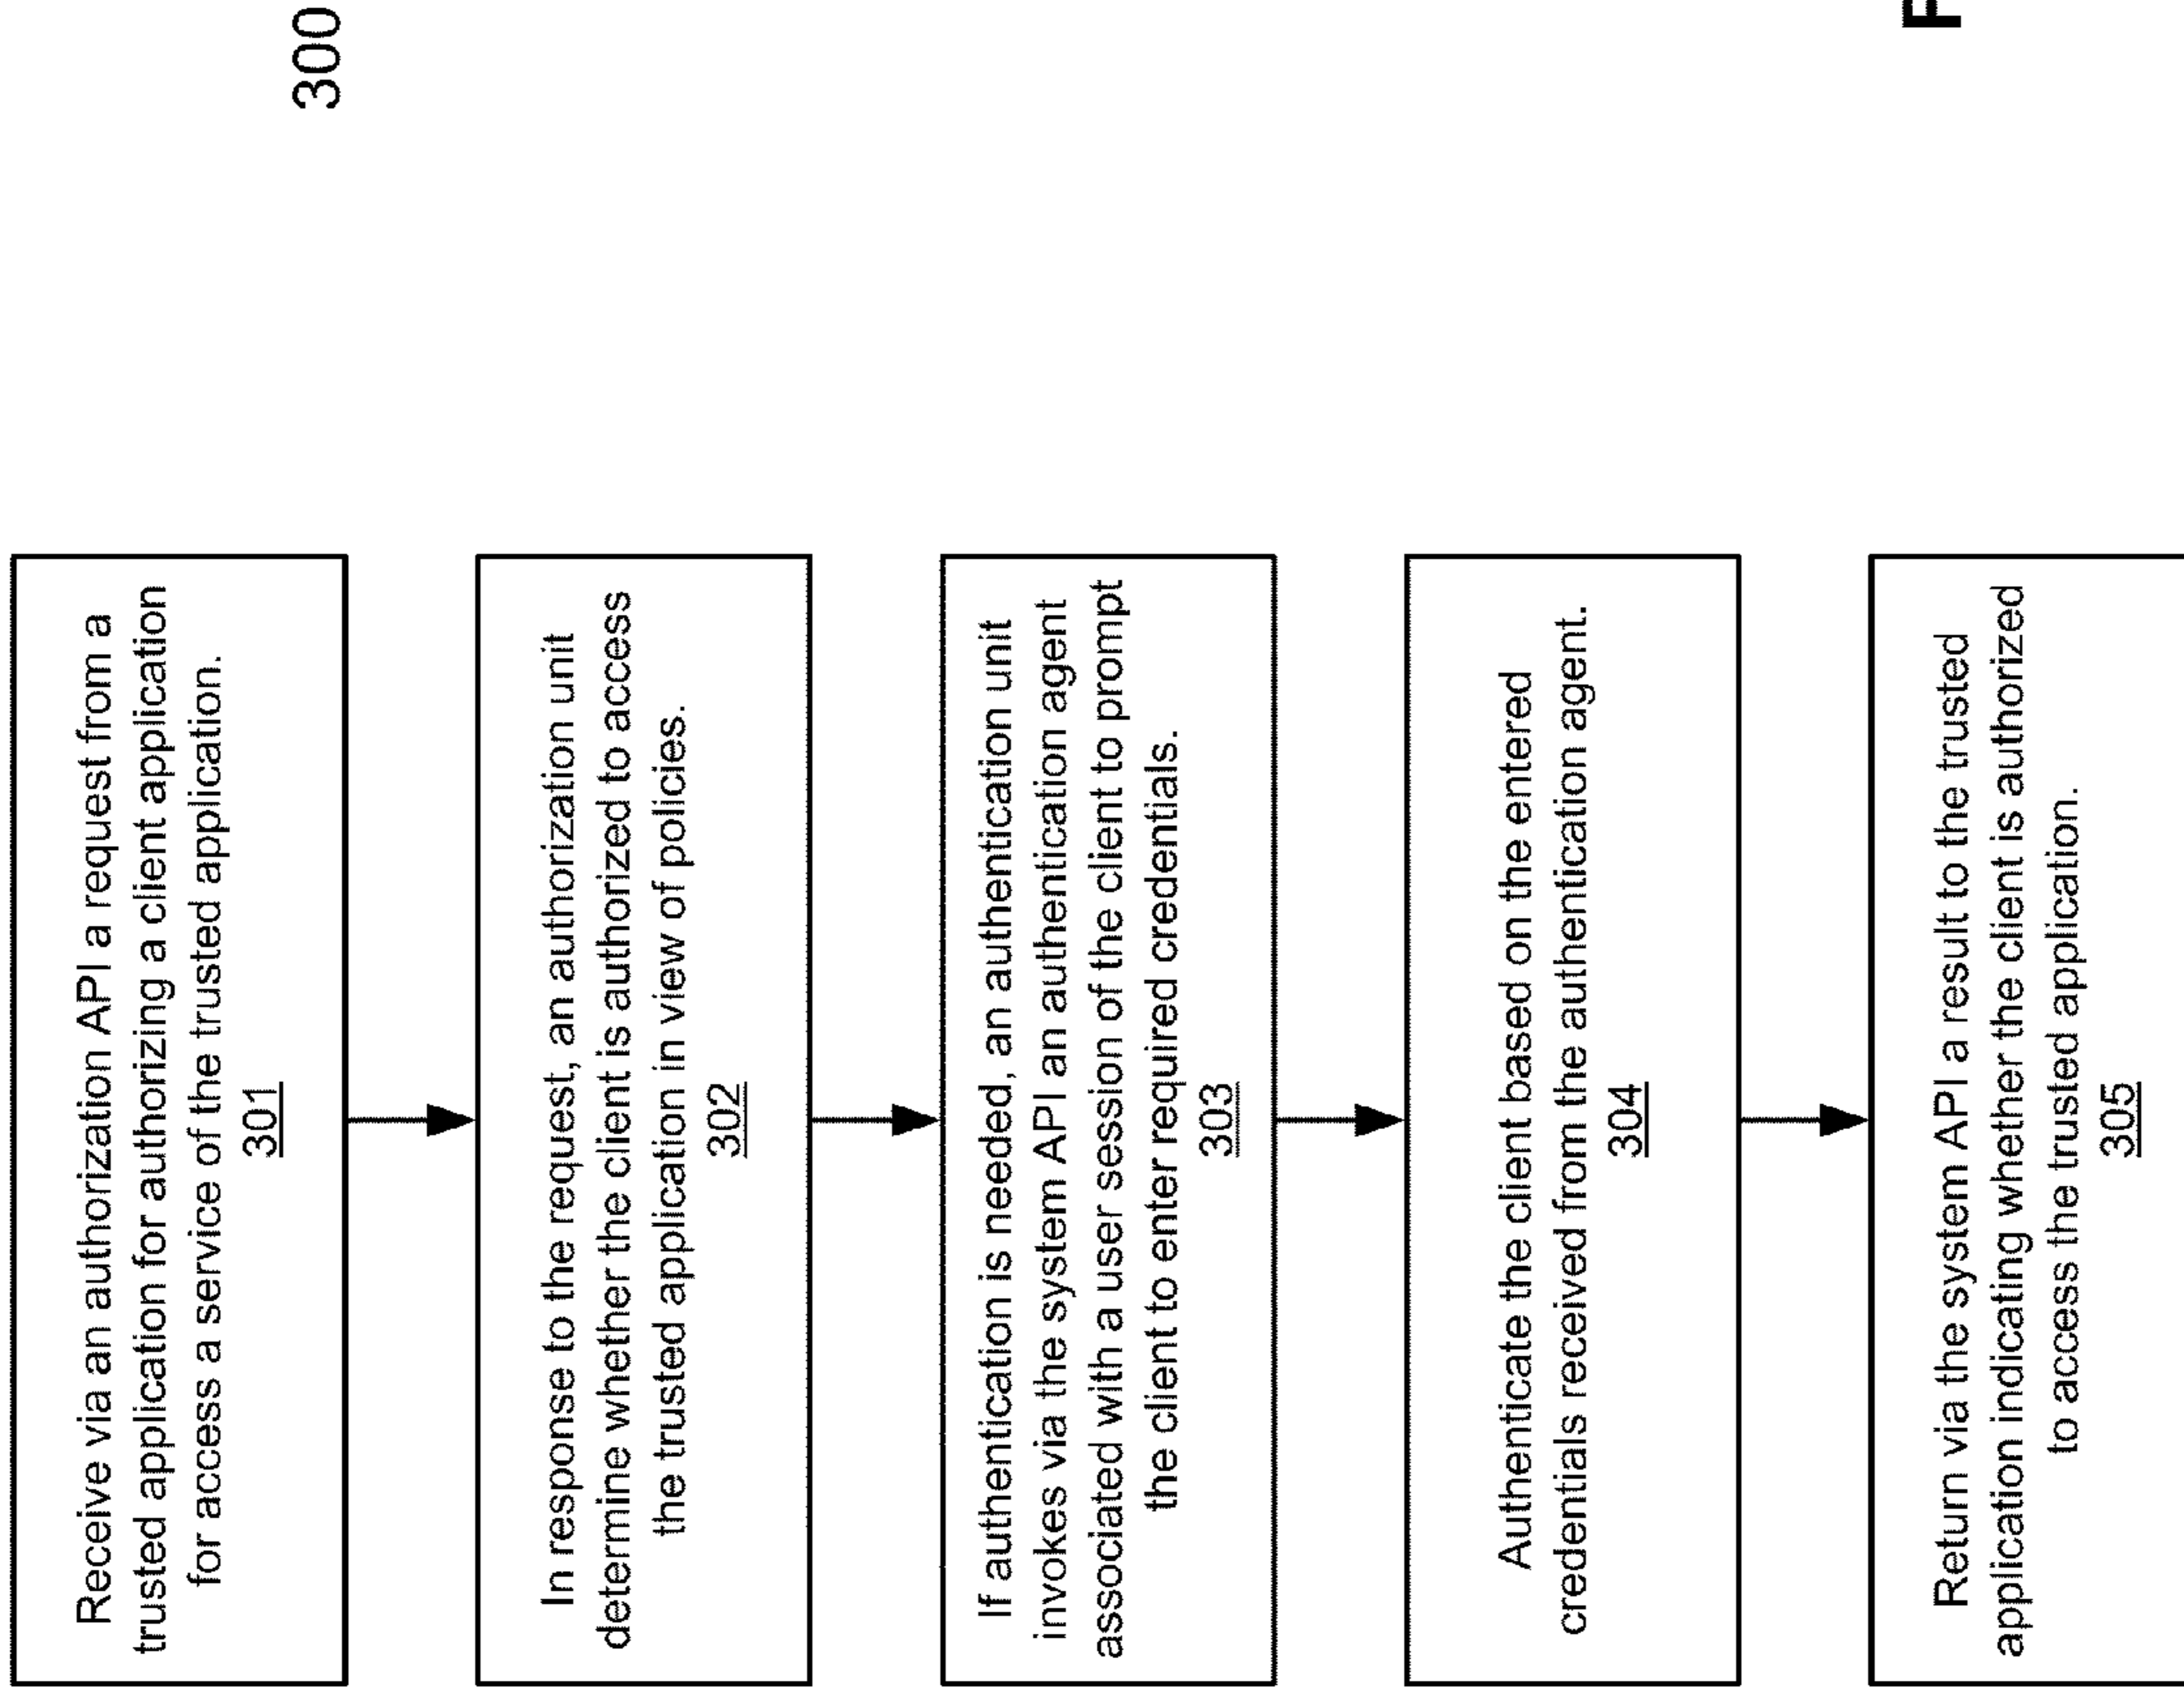 300
Receive via an authorization API a request from a
trusted application for authorizing a client application
for access a service of the trusted application.
301
In response to the request, an authorization unit
determine whether the client is authorized to access
the trusted application in view of policies.
302
If authentication is needed, an authentication unit
invokes via the system API an authentication agent
associated with a user session of the client to prompt
the client to enter required credentials.
303
Authenticate the client based on the entered
credentials received from the authentication agent.
304
Return via the system API a result to the trusted
application indicating whether the client is authorized
to access the trusted application.
305
F